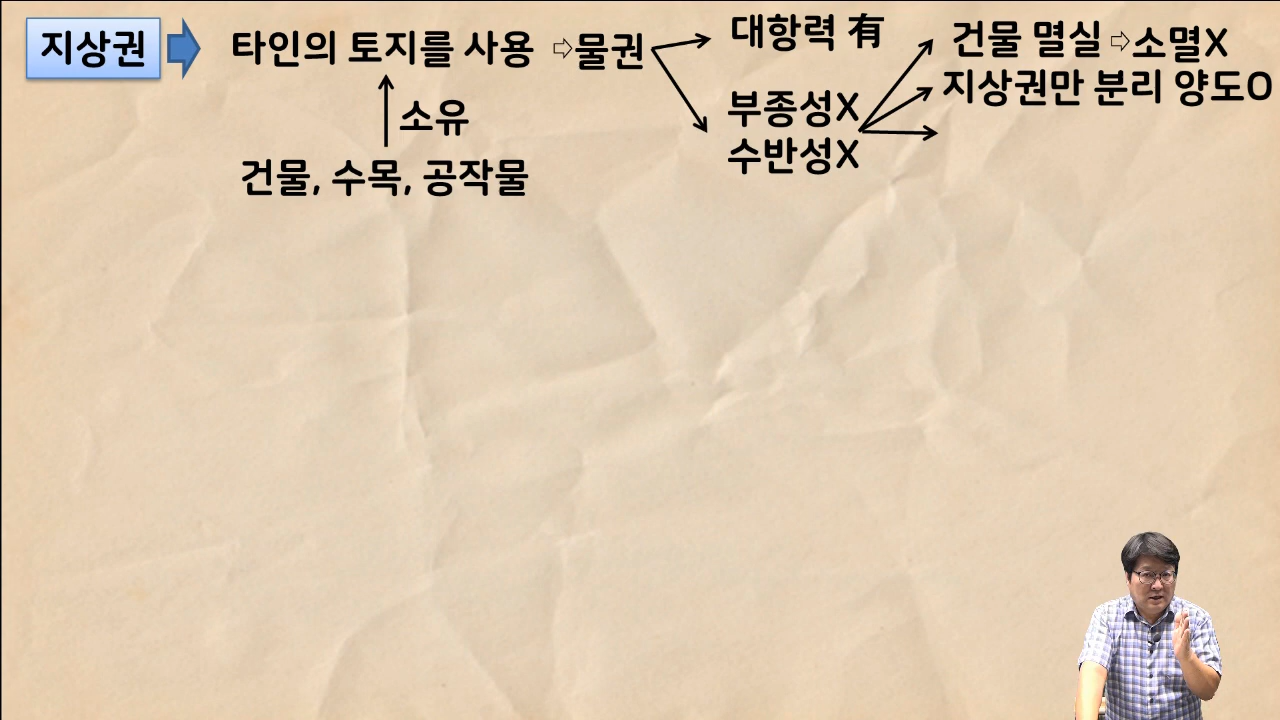 지상권
타인의 토지를 사용 ⇨물권
소유
건물, 수목, 공작물
대항력 有
부종성X
수반성X
건물 멸실 ⇨소멸X
지상권만 분리 양도O